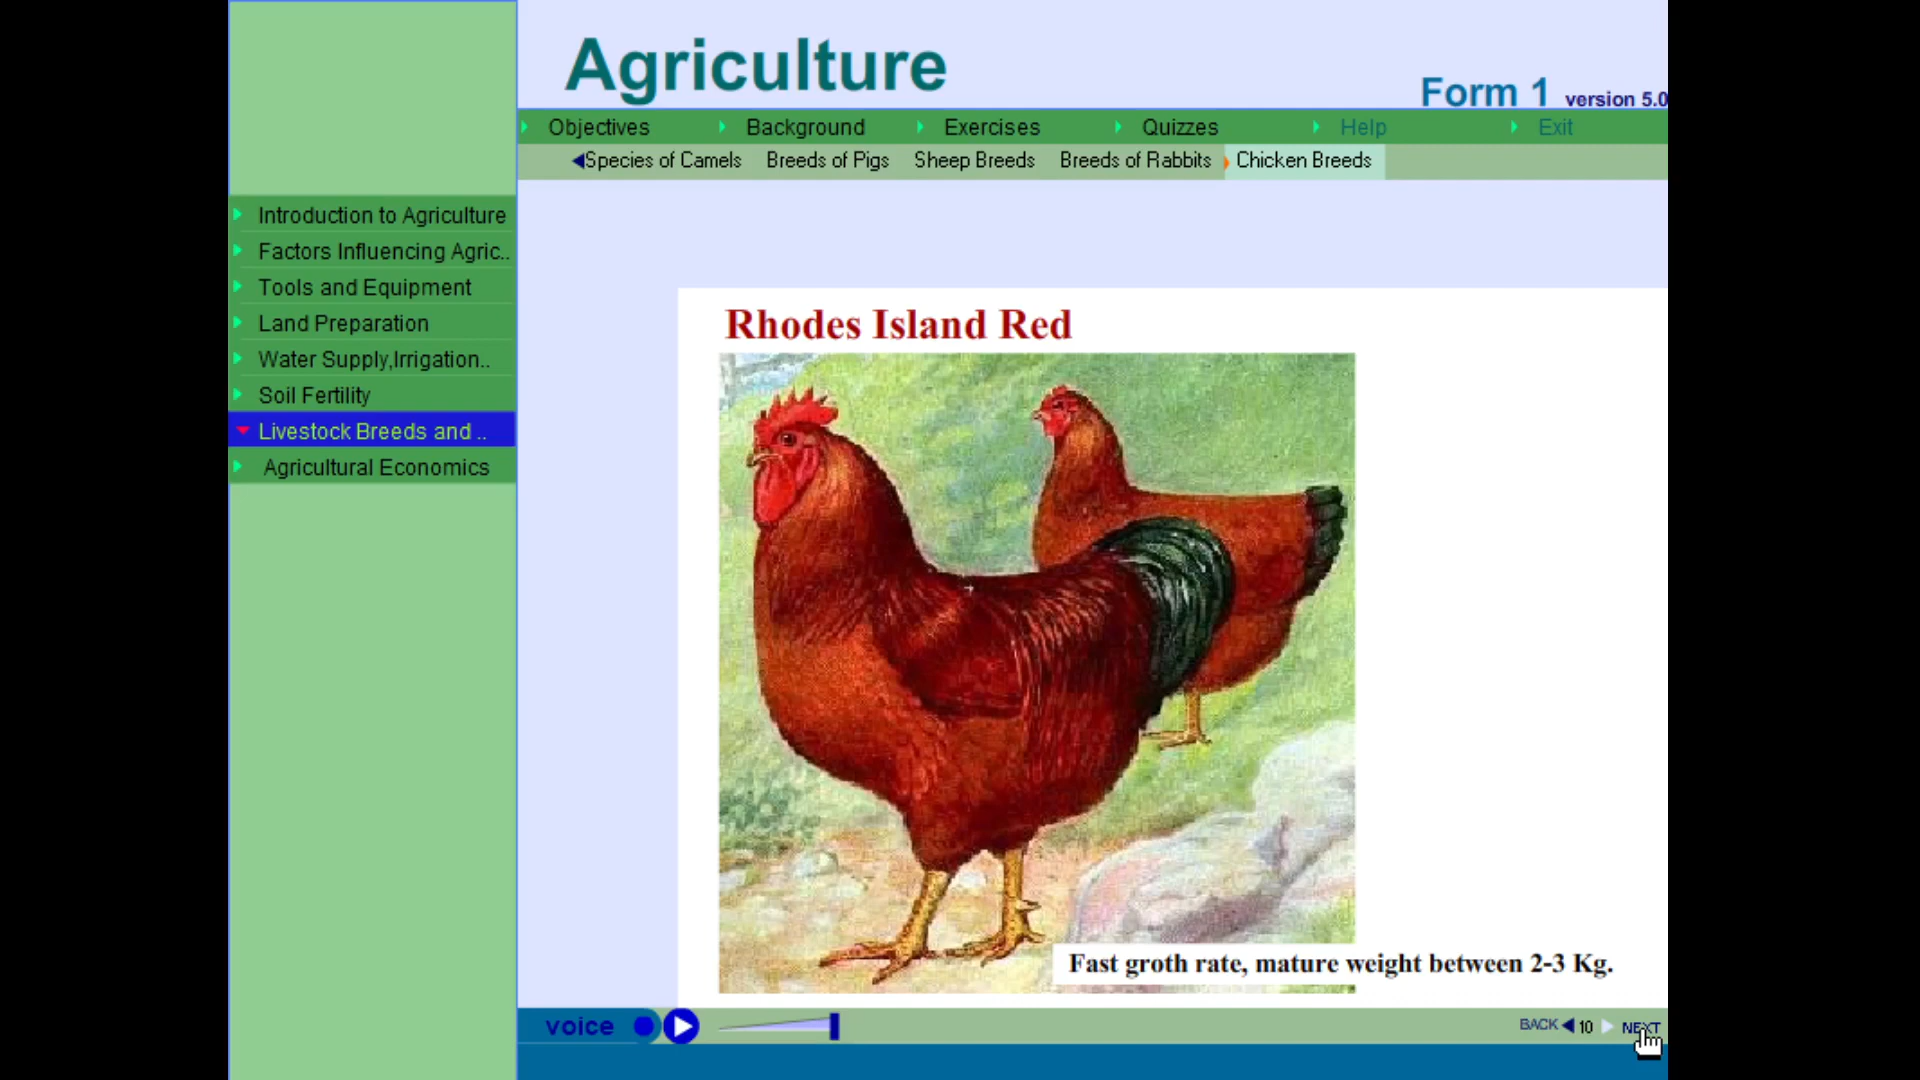 Agriculture
Form 1 version 5.0
Objectives Background Exercises Quizzes Help Exit
Species of Camels Breeds of Pigs Sheep Breeds Breeds of Rabbits Chicken Breeds
Introduction to Agriculture
Factors Influencing Agric..
Tools and Equipment
Land Preparation
Water Supply,Irrigation..
Soil Fertility
Livestock Breeds and ..
Agricultural Economics
Rhodes Island Red
Fast groth rate, mature weight between 2-3 Kg.
voice
BACK 10 NEXT